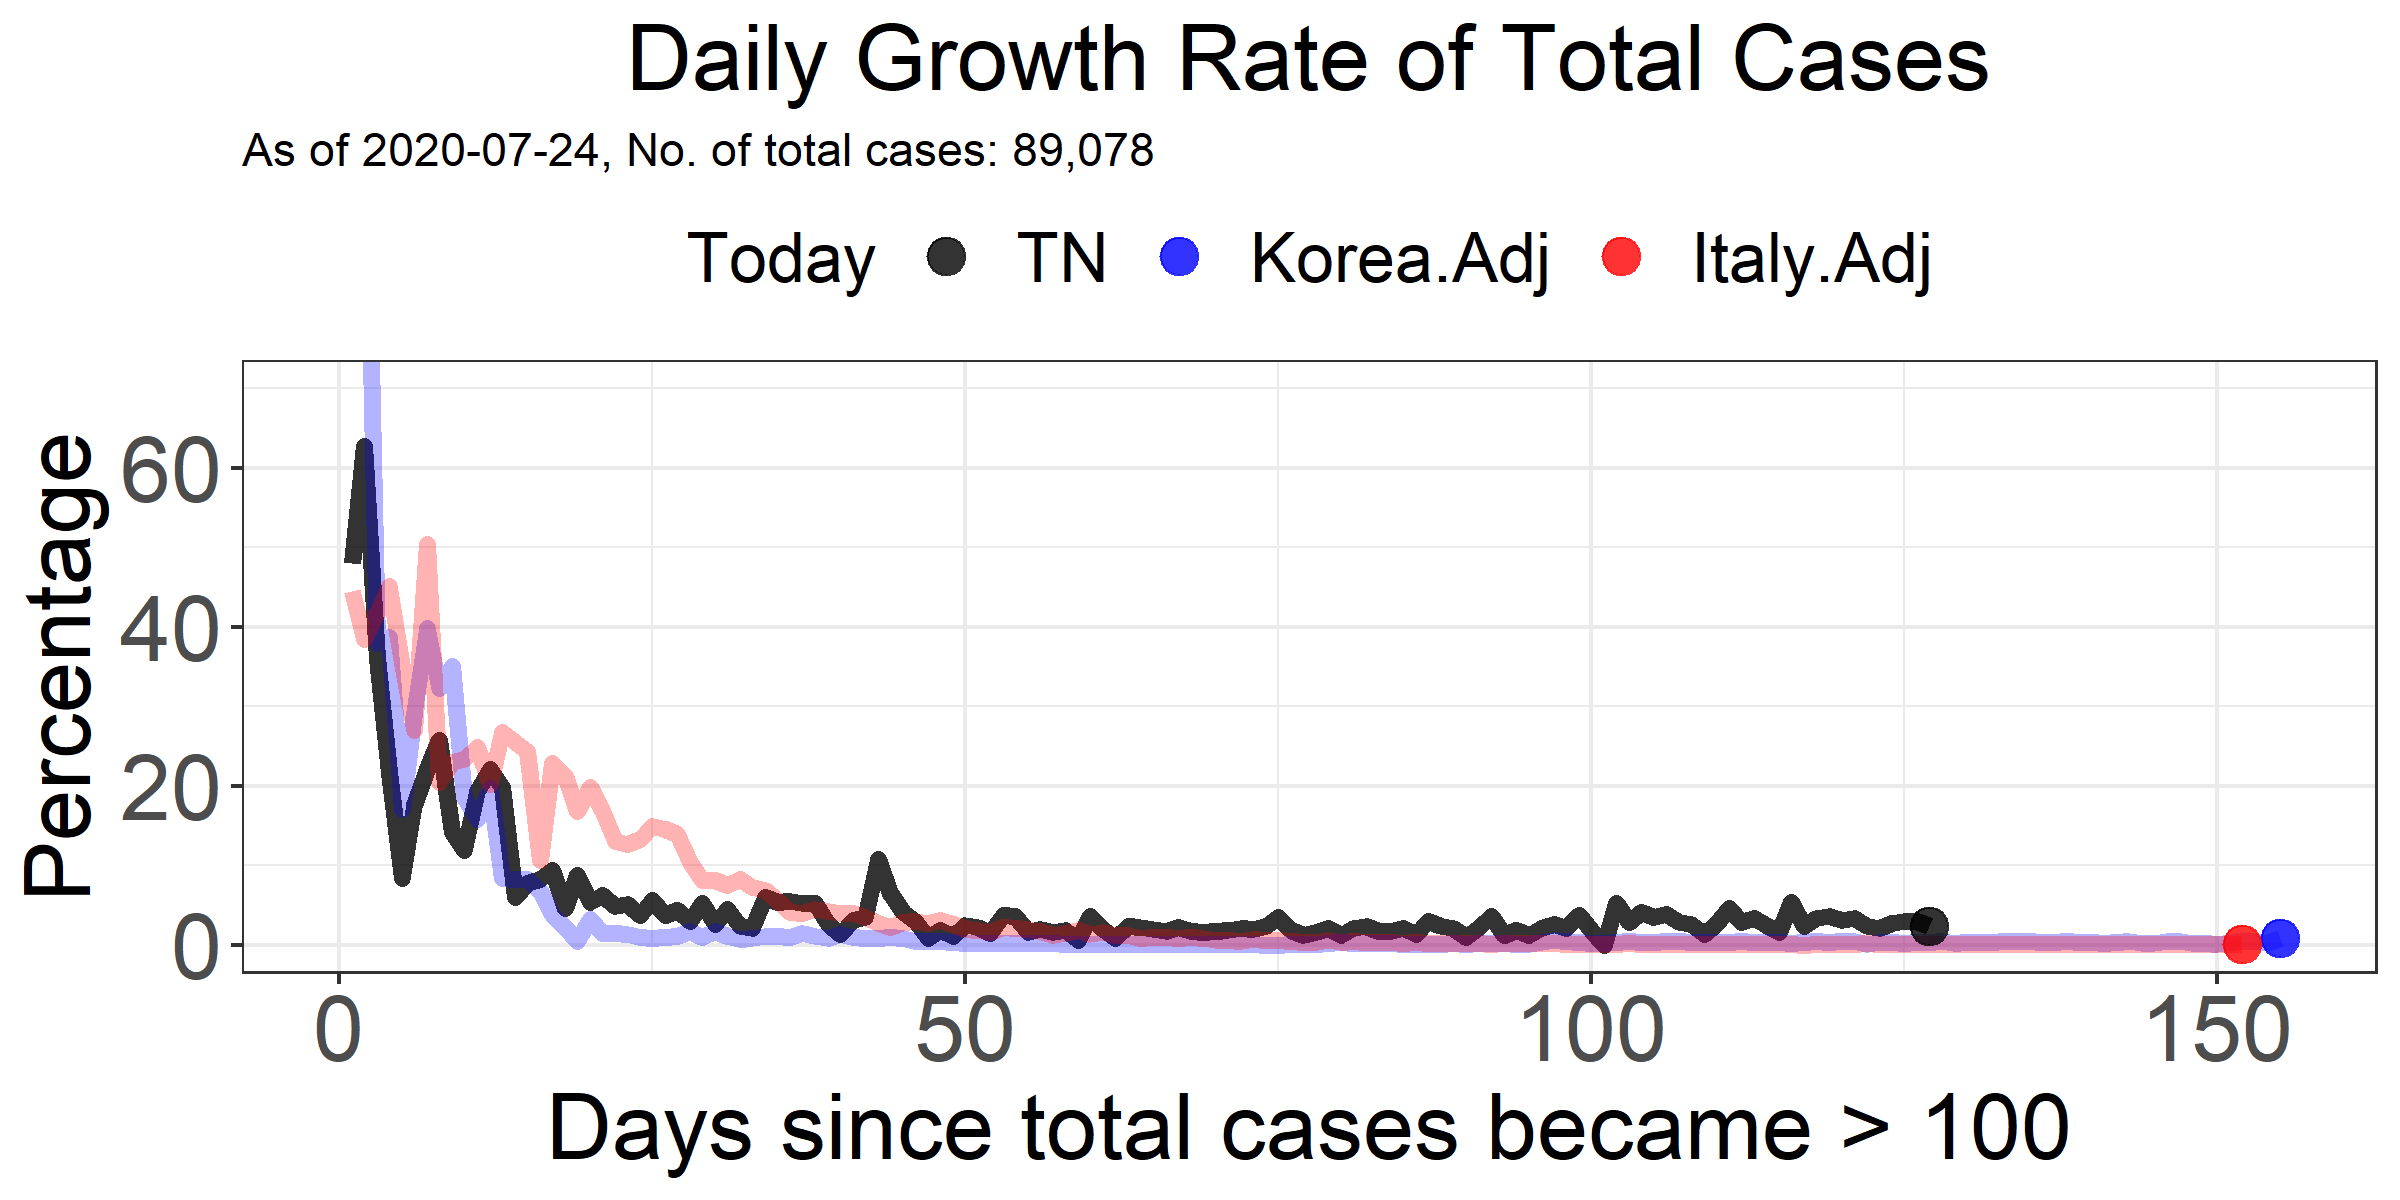 Daily Growth Rate of Total Cases
As of 2020-07-24, No. of total cases: 89,078
Today TN Korea.Adj Italy.Adj
Percentage
60
40
20
0
0 50 100 150
Days since total cases became > 100